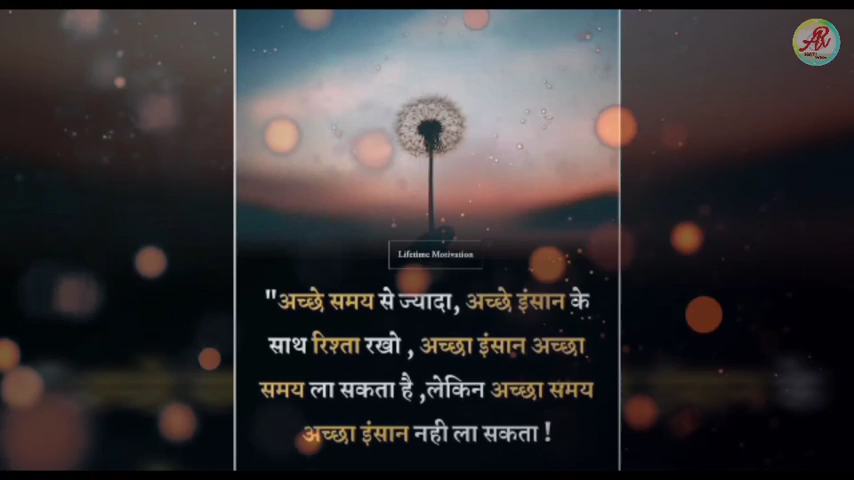 Lifetime Motivation
"अच्छे समय से ज्यादा, अच्छे इंसान के
साथ रिश्ता रखो , अच्छा इंसान अच्छा
समय ला सकता है ,लेकिन अच्छा समय
अच्छा इंसान नही ला सकता !